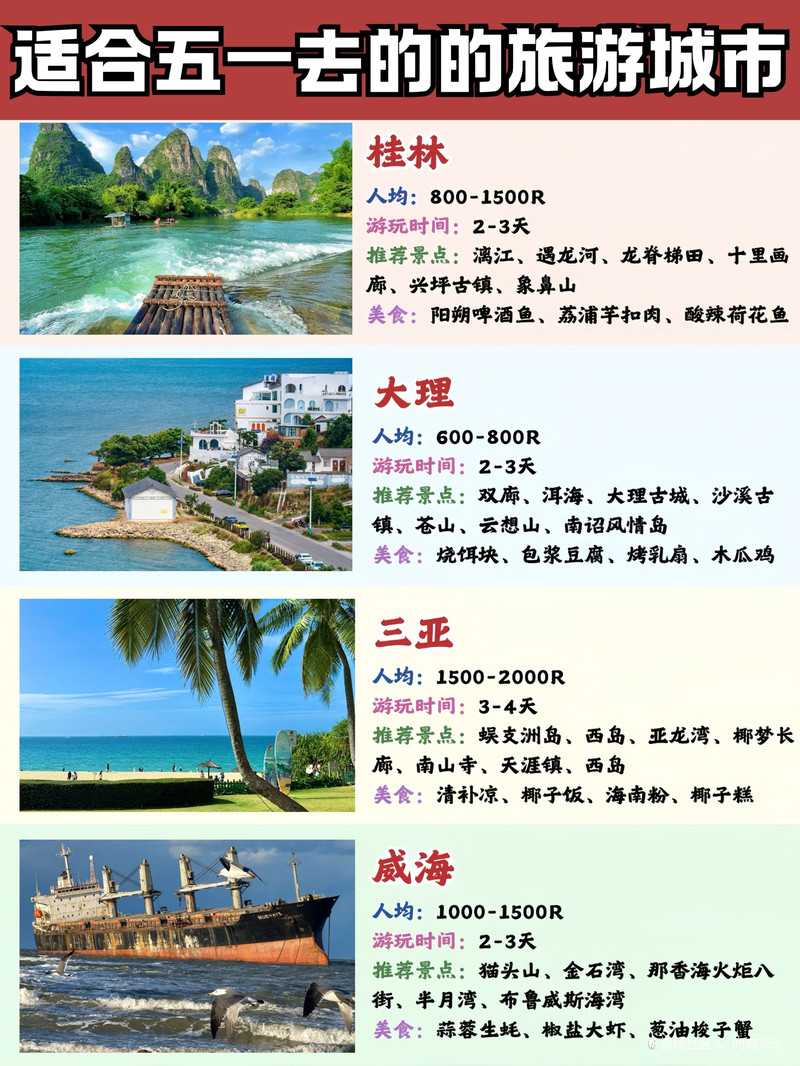 适合五一去的的旅游城市
桂林
人均：800-1500R
游玩时间：2-3天
推荐景点：漓江、遇龙河、龙脊梯田、十里画
廊、兴坪古镇、象鼻山
美食：阳朔啤酒鱼、荔浦芋扣肉、酸辣荷花鱼
大理
人均：600-800R
游玩时间：2-3天
推荐景点：双廊、洱海、大理古城、沙溪古
镇、苍山、云想山、南诏风情岛
美食：烧饵块、包浆豆腐、烤乳扇、木瓜鸡
三亚
人均：1500-2000R
游玩时间：3-4天
推荐景点：蜈支洲岛、西岛、亚龙湾、椰梦长
廊、南山寺、天涯镇、西岛
美食：清补凉、椰子饭、海南粉、椰子糕
威海
人均：1000-1500R
游玩时间：2-3天
推荐景点：猫头山、金石湾、那香海火炬八
街、半月湾、布鲁威斯海湾
美食：蒜蓉生蚝、椒盐大虾、葱油梭子蟹